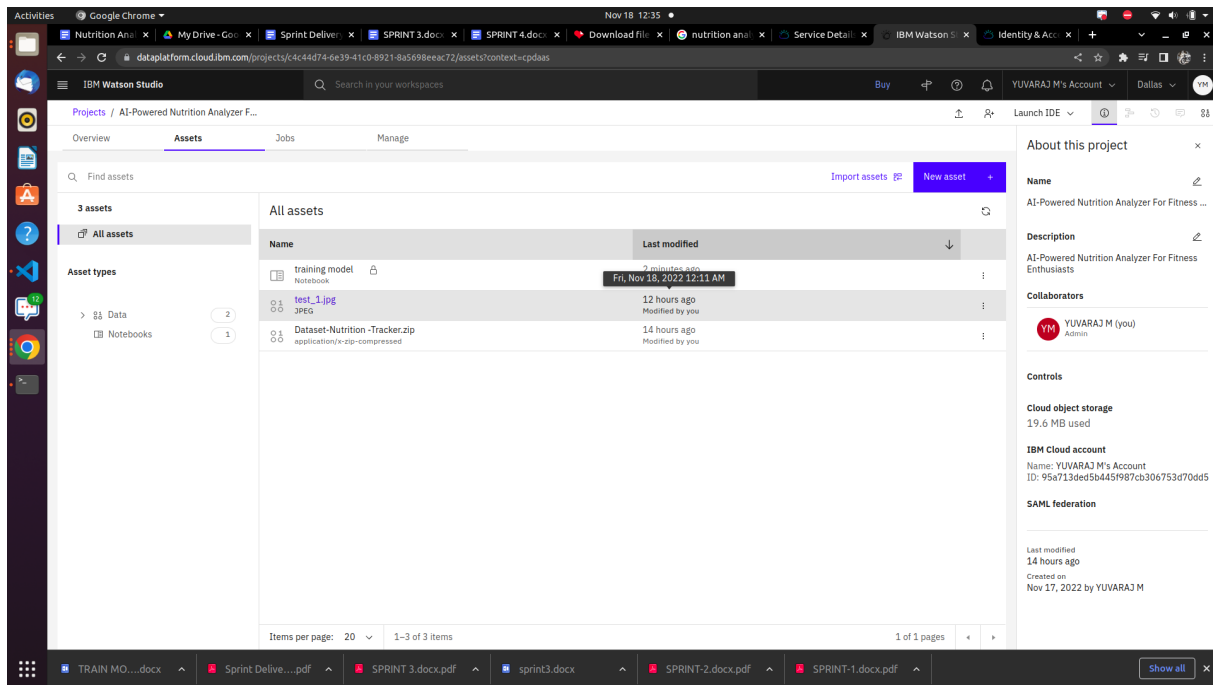 Activities
Google Chrome
Nov 18 12:35
Nutrition Anal
My Drive - Goo
Sprint Delivery
SPRINT 3.docx
SPRINT 4.docx
Download file
nutrition analy
Service Details
IBM Watson St
Identity & Acce
dataplatform.cloud.ibm.com/projects/c4c44d74-6e39-41c0-8921-8a5698eeac72/assets?context=cpdaas
IBM Watson Studio
Search in your workspaces
Buy
YUVARAJ M's Account
Dallas
YM
Projects / AI-Powered Nutrition Analyzer F...
Launch IDE
Overview
Assets
Jobs
Manage
Find assets
Import assets
New asset +
3 assets
All assets
Asset types
Data 2
Notebooks 1
All assets
Name
Last modified
training model
Notebook
2 minutes ago
Fri, Nov 18, 2022 12:11 AM
test_1.jpg
JPEG
12 hours ago
Modified by you
Dataset-Nutrition -Tracker.zip
application/x-zip-compressed
14 hours ago
Modified by you
Items per page: 20
1–3 of 3 items
1 of 1 pages
About this project
Name
AI-Powered Nutrition Analyzer For Fitness ...
Description
AI-Powered Nutrition Analyzer For Fitness
Enthusiasts
Collaborators
YM
YUVARAJ M (you)
Admin
Controls
Cloud object storage
19.6 MB used
IBM Cloud account
Name: YUVARAJ M's Account
ID: 95a713ded5b445f987cb306753d70dd5
SAML federation
Last modified
14 hours ago
Created on
Nov 17, 2022 by YUVARAJ M
12
TRAIN MO....docx
Sprint Delive....pdf
SPRINT 3.docx.pdf
sprint3.docx
SPRINT-2.docx.pdf
SPRINT-1.docx.pdf
Show all